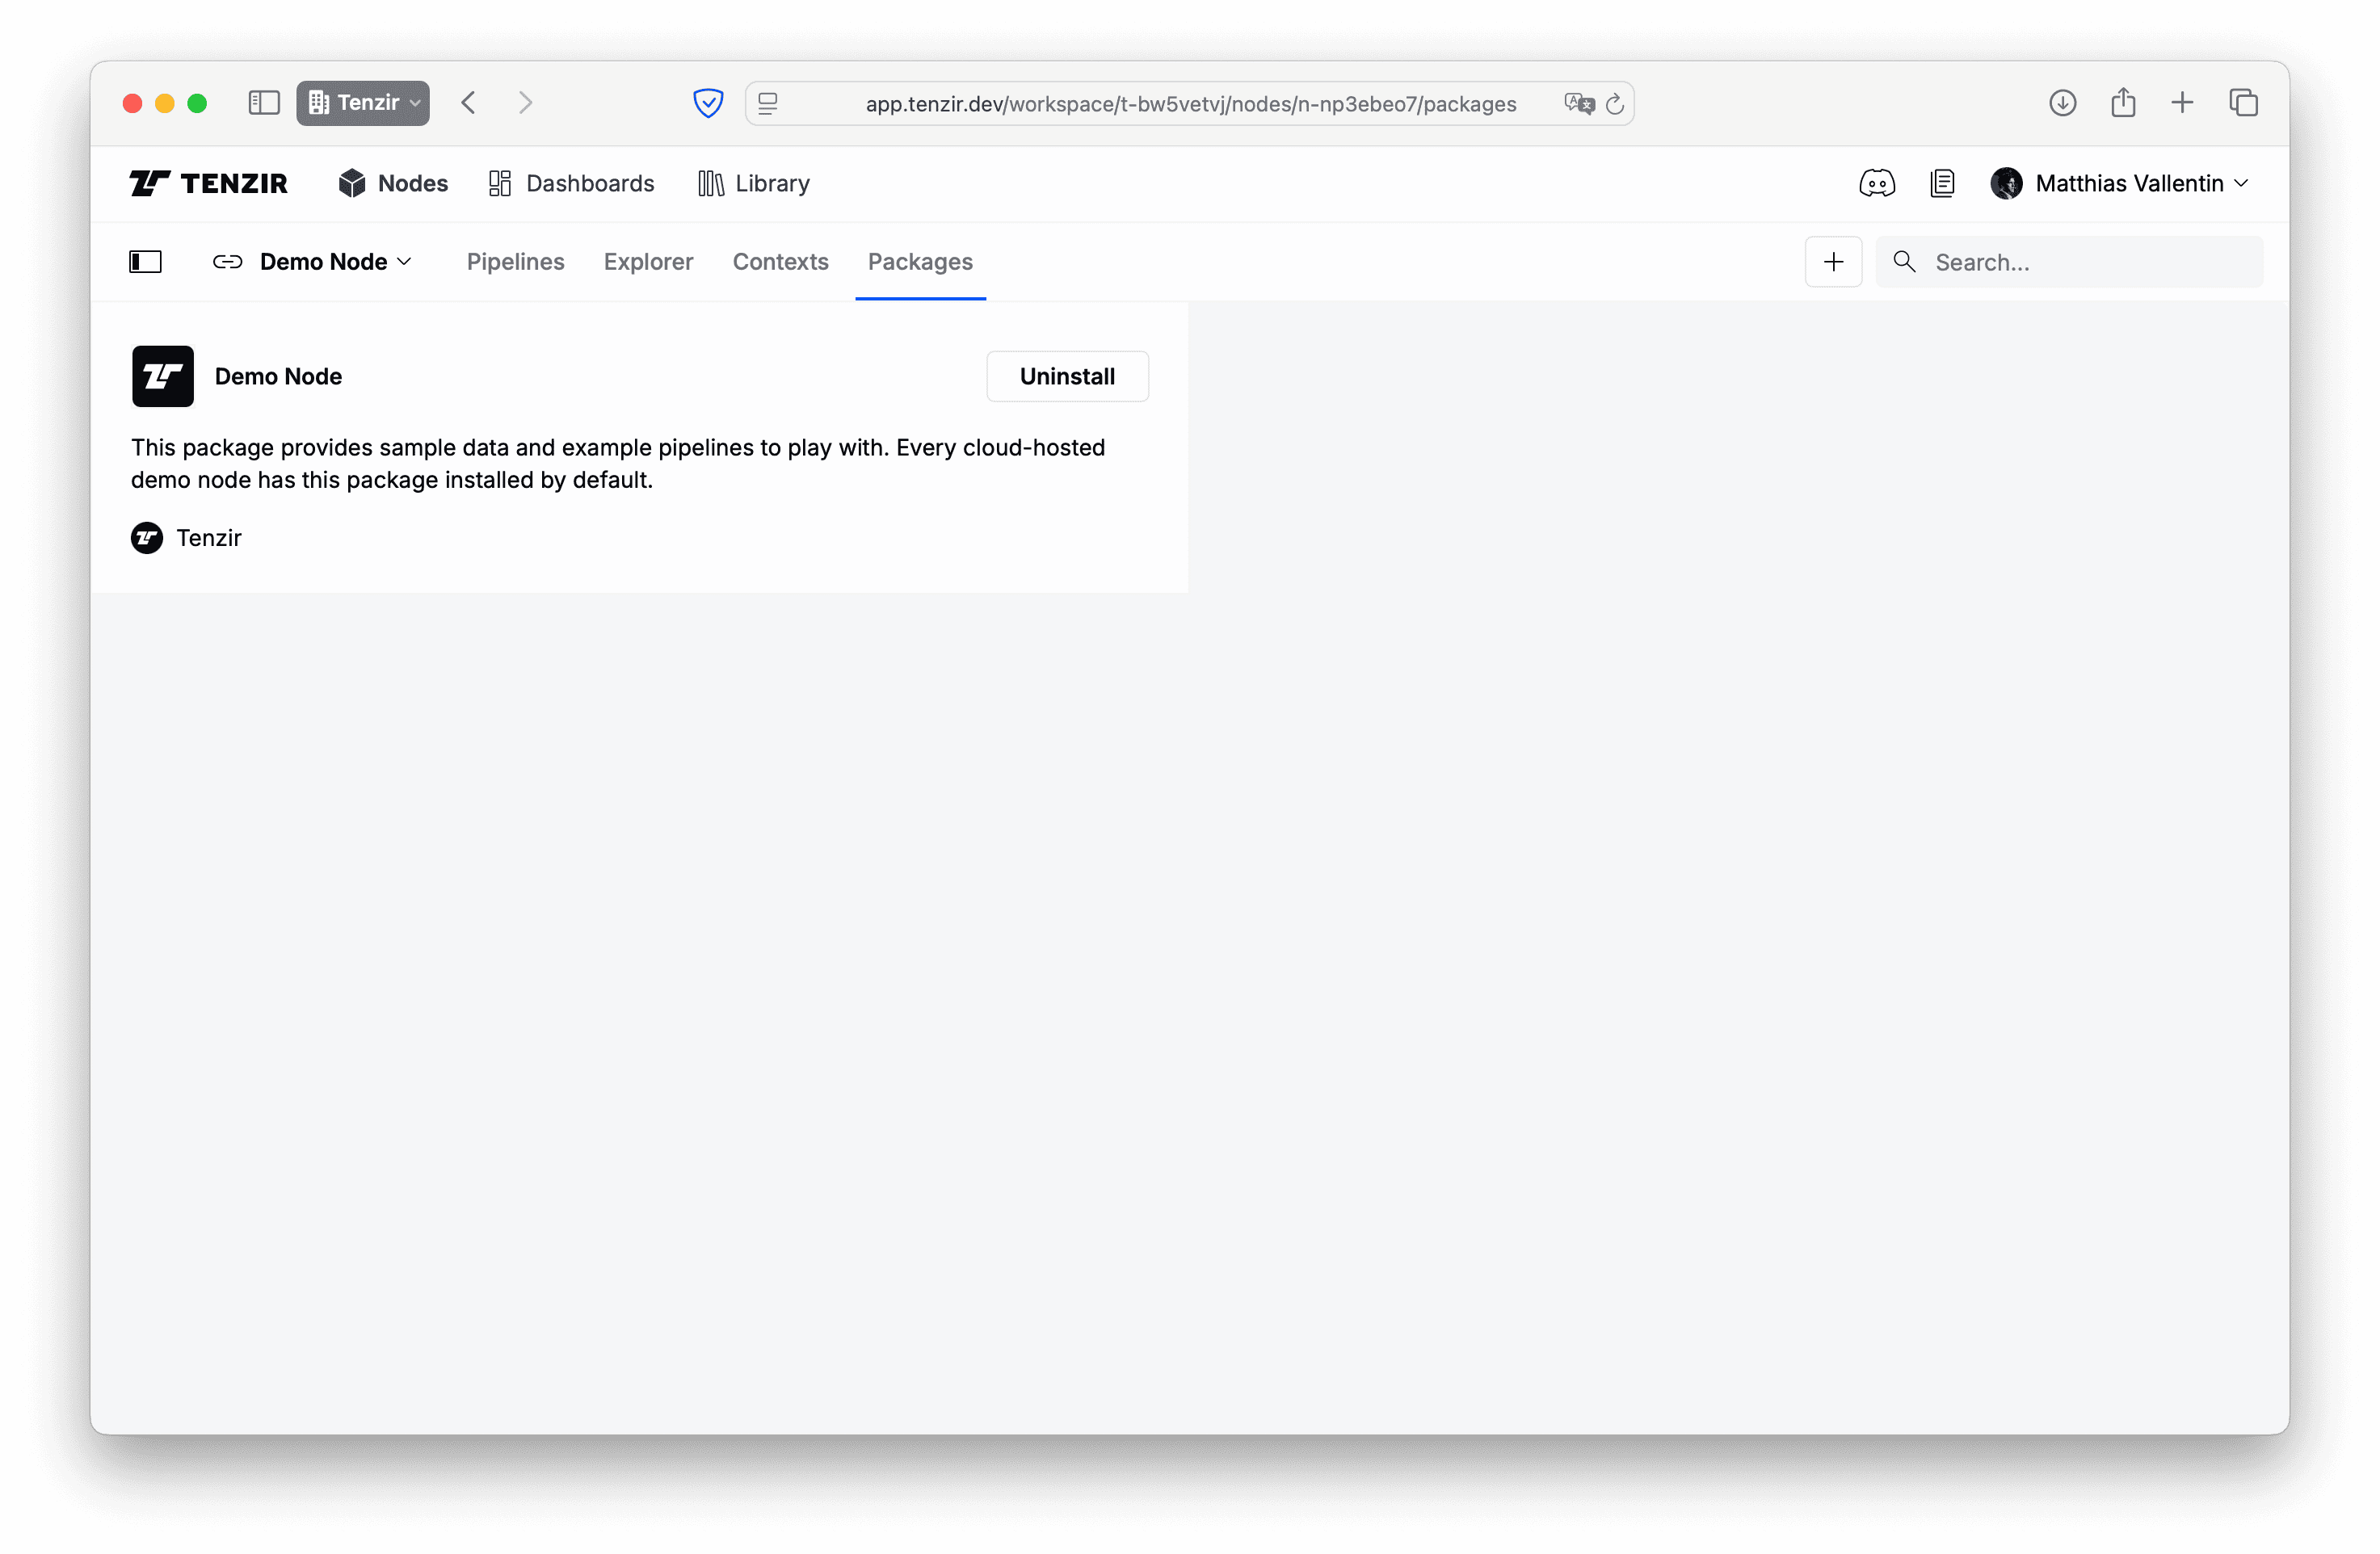 Tenzir
app.tenzir.dev/workspace/t-bw5vetvj/nodes/n-np3ebeo7/packages
TENZIR
Nodes
Dashboards
Library
Matthias Vallentin
Demo Node
Pipelines
Explorer
Contexts
Packages
Search...
Demo Node
Uninstall
This package provides sample data and example pipelines to play with. Every cloud-hosted
demo node has this package installed by default.
Tenzir